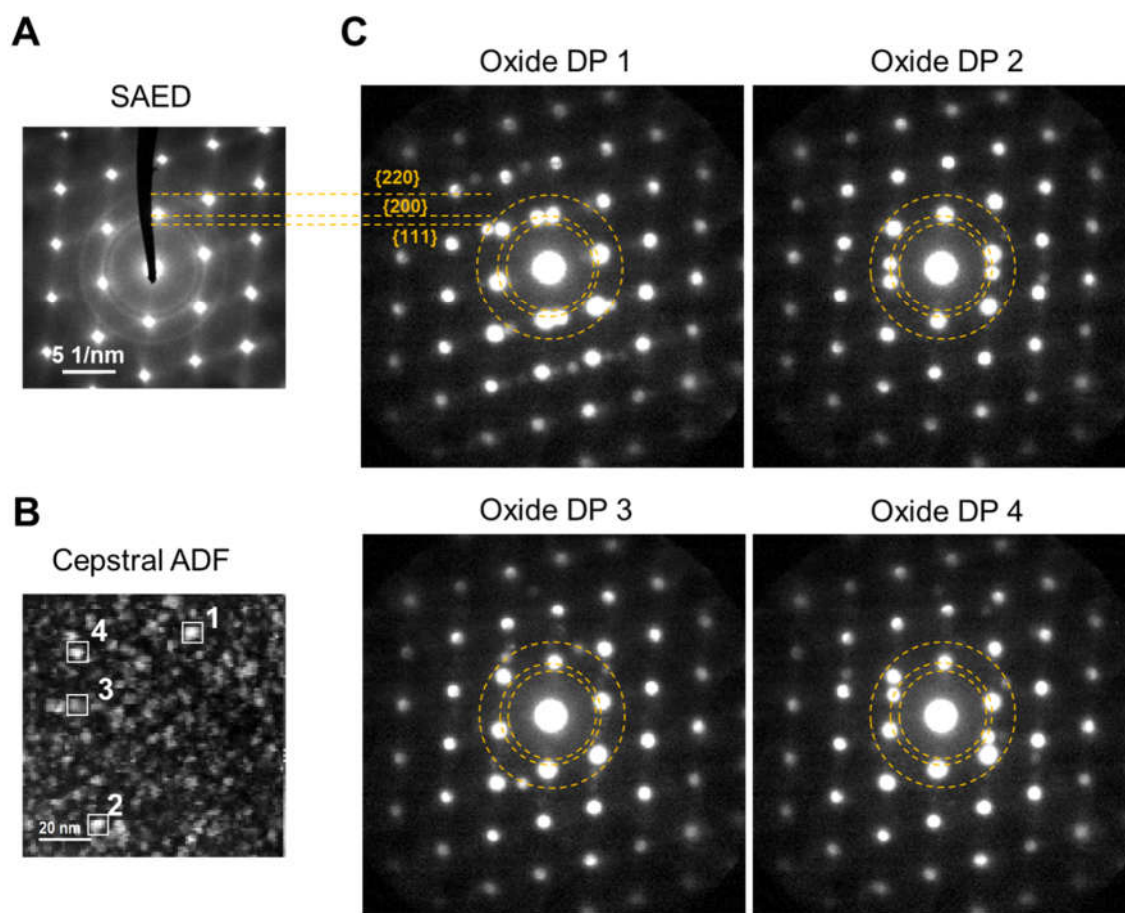 A
SAED
5 1/nm
C
Oxide DP 1
Oxide DP 2
{220}
{200}
{111}
B
Cepstral ADF
1
4
3
2
20 nm
Oxide DP 3
Oxide DP 4